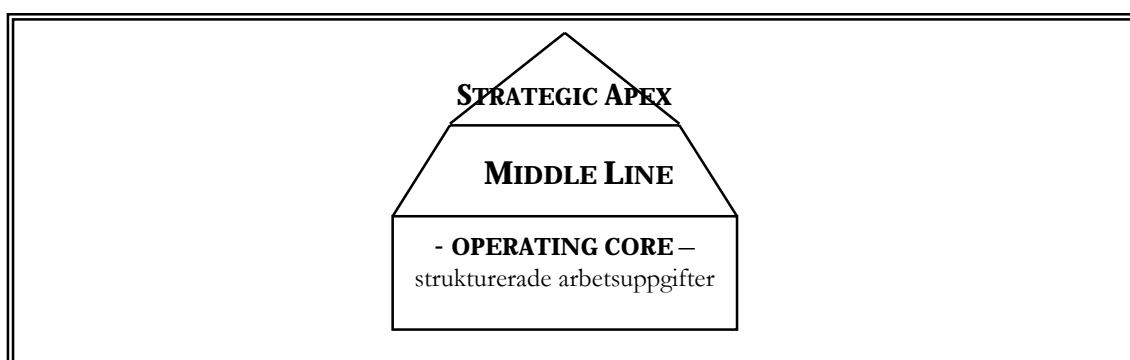 STRATEGIC APEX
MIDDLE LINE
- OPERATING CORE –
strukturerade arbetsuppgifter